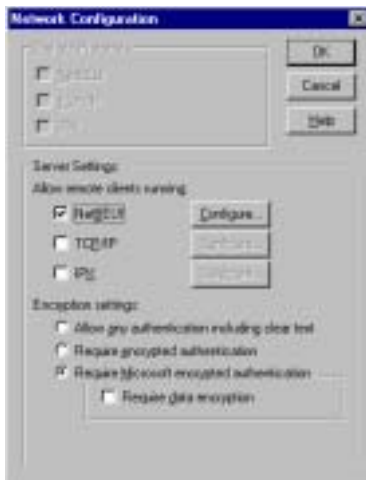 Network Configuration
OK
Cancel
Help
Server Settings:
Allow remote clients running:
NetBEUI
Configure...
TCP/IP
IPX
Encryption settings:
Allow any authentication including clear text
Require encrypted authentication
Require Microsoft encrypted authentication
Require data encryption